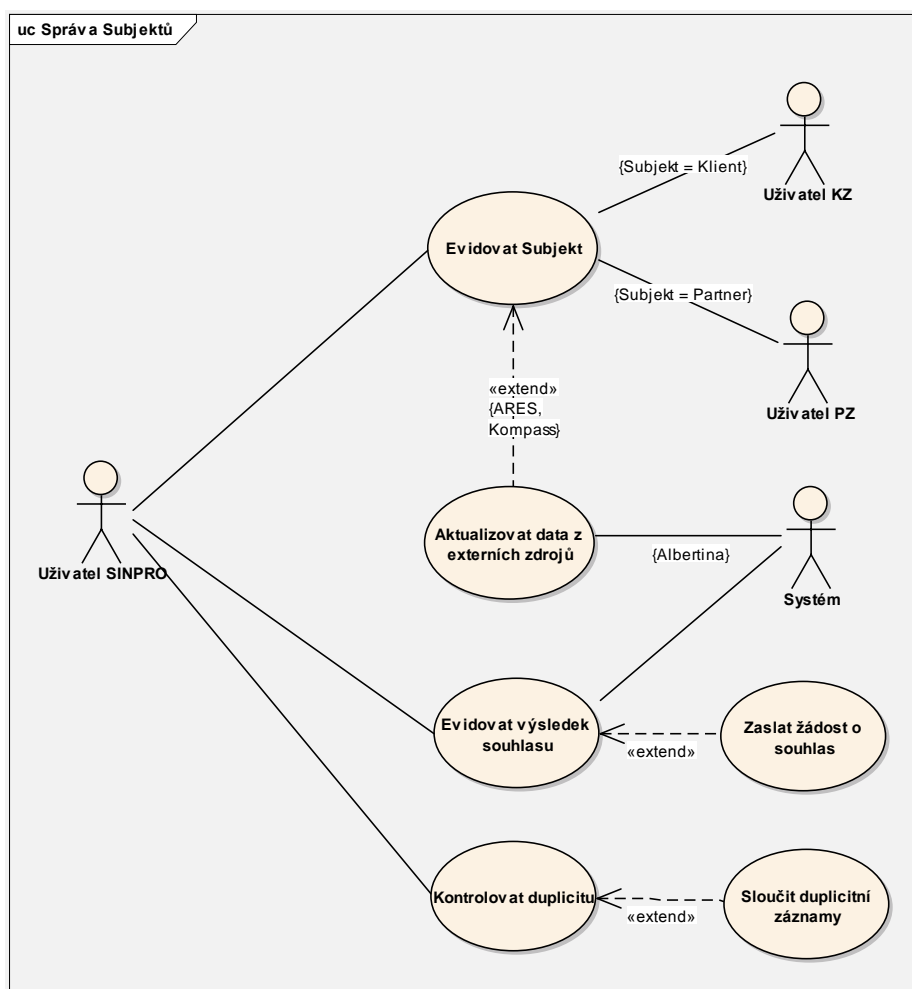 uc Správa Subjektů
{Subjekt = Klient}
Uživatel KZ
Evidovat Subjekt
{Subjekt = Partner}
Uživatel PZ
«extend»
{ARES,
Kompass}
Uživatel SINPRO
Aktualizovat data z
externích zdrojů
{Albertina}
Systém
Evidovat výsledek
souhlasu
«extend»
Zaslat žádost o
souhlas
Kontrolovat duplicitu
«extend»
Sloučit duplicitní
záznamy